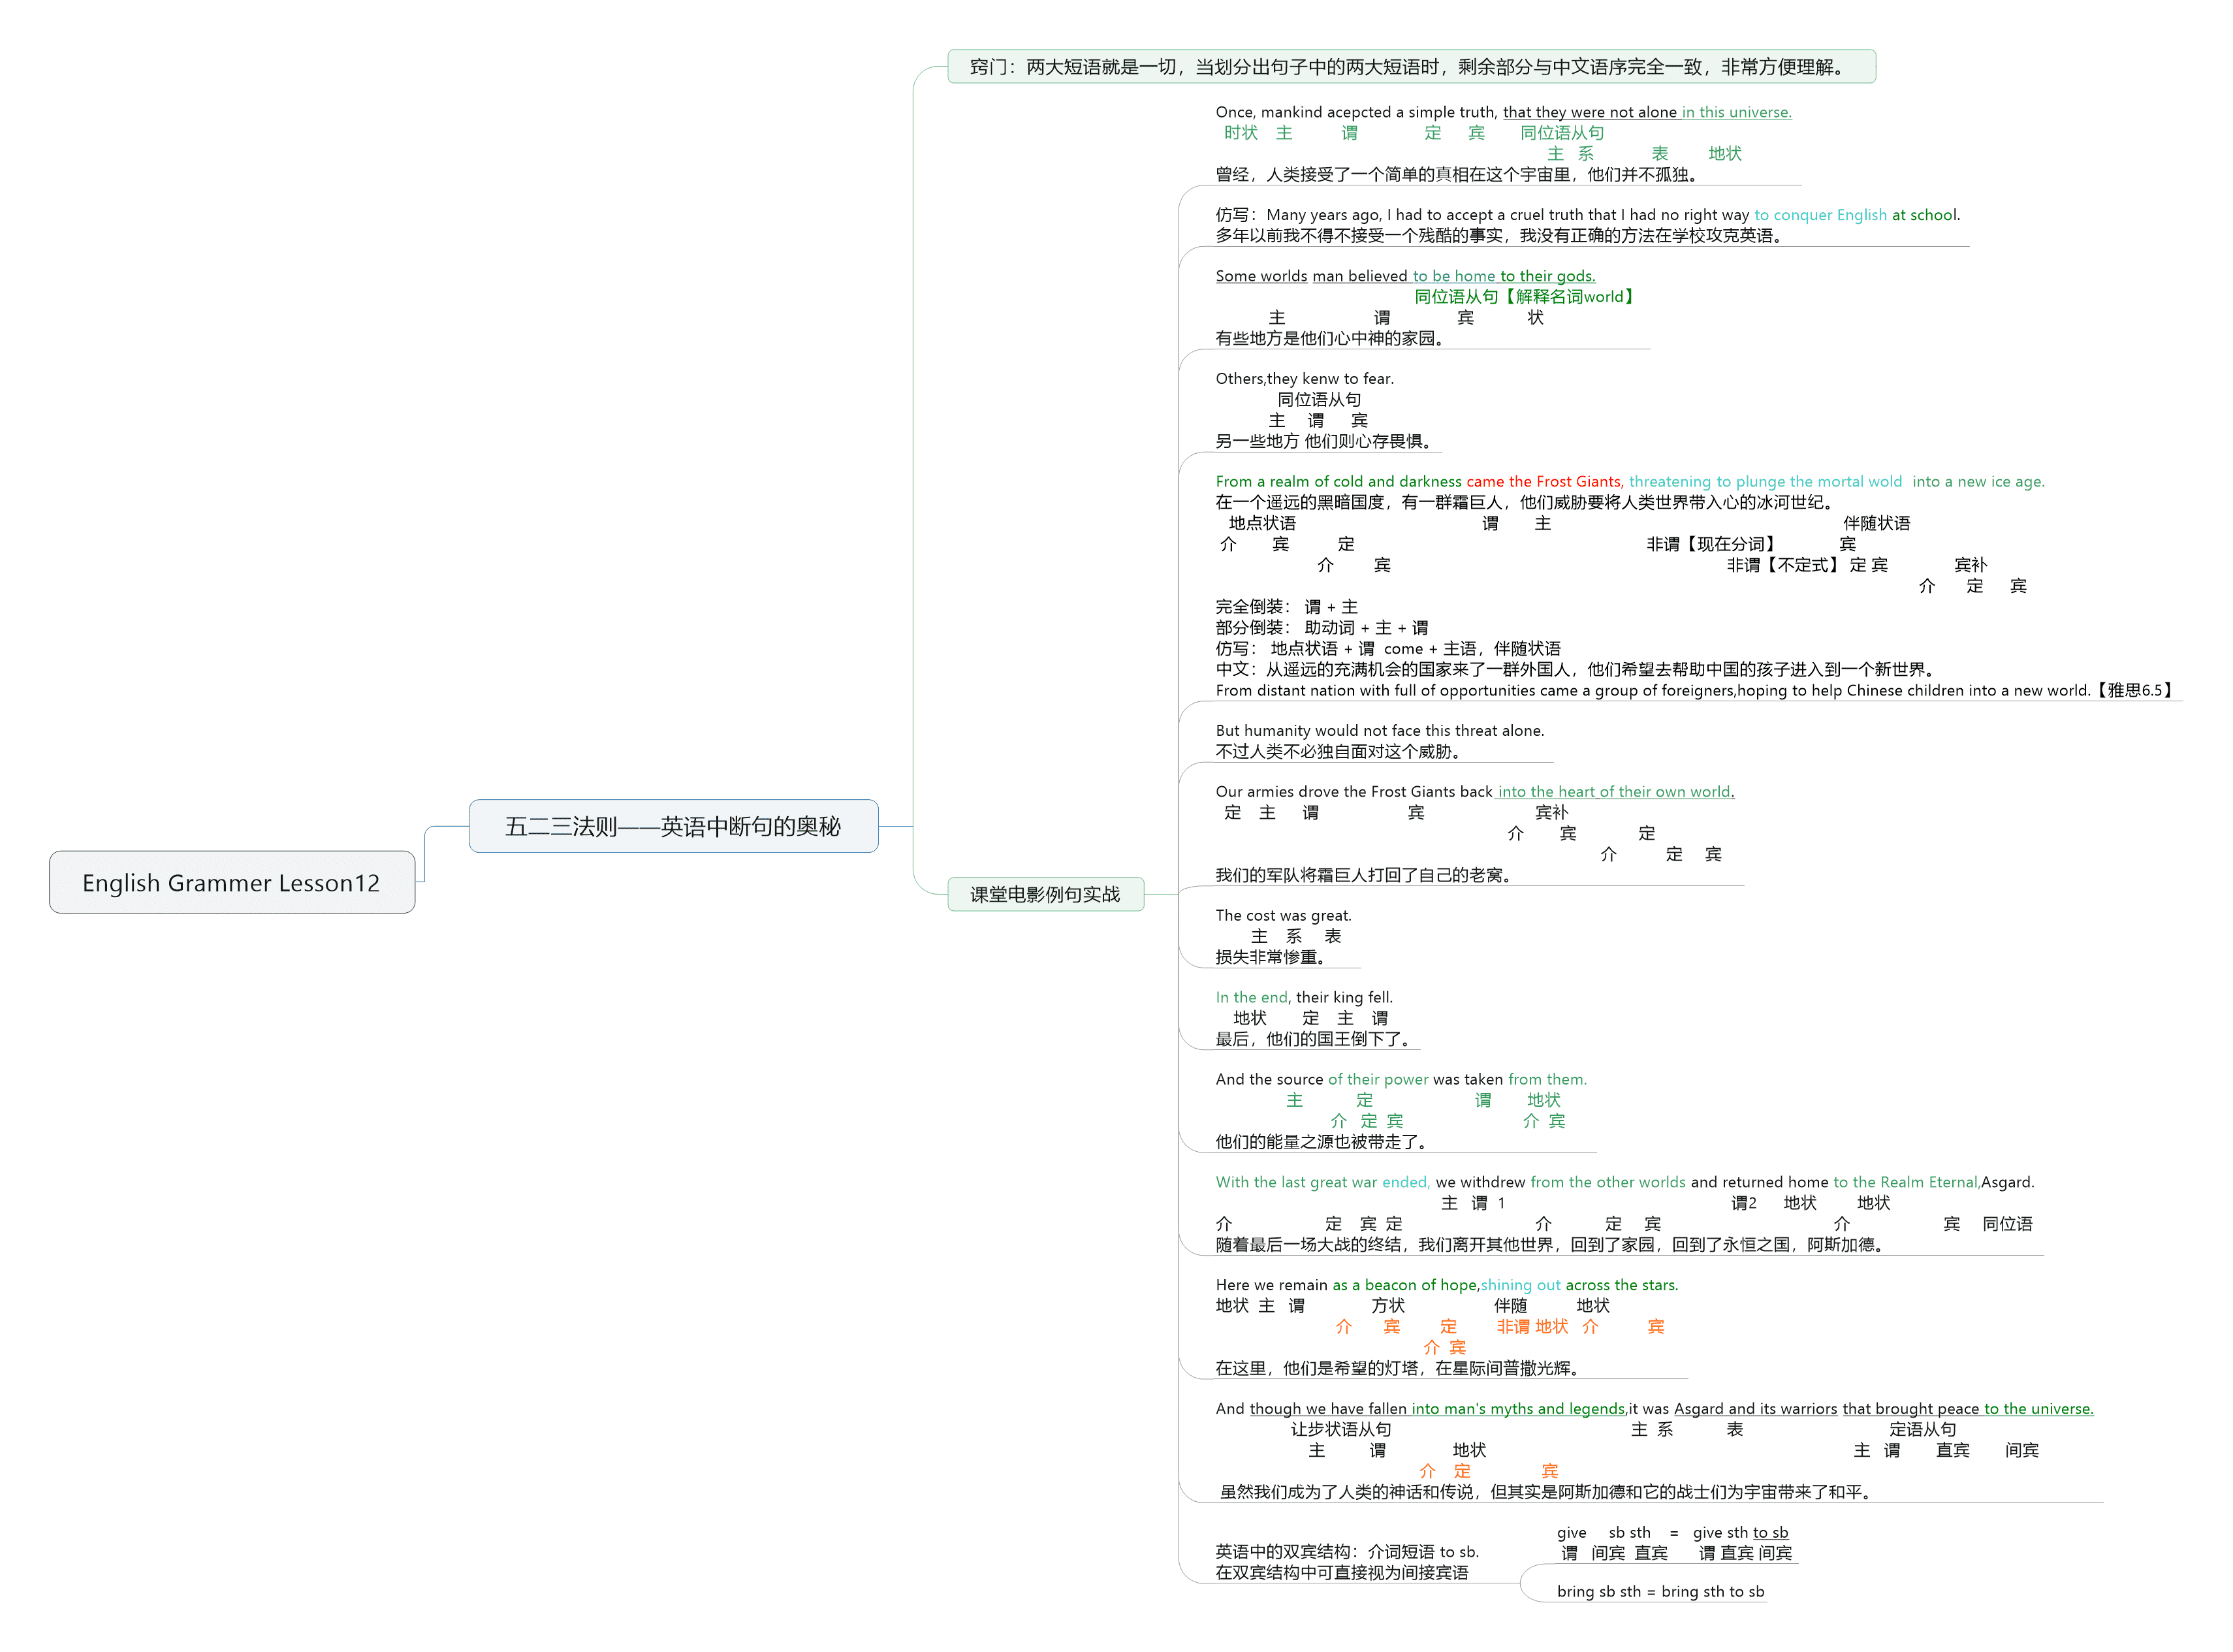 English Grammer Lesson12
五二三法则——英语中断句的奥秘
窍门：两大短语就是一切，当划分出句子中的两大短语时，剩余部分与中文语序完全一致，非常方便理解。
课堂电影例句实战
Once, mankind acepcted a simple truth, that they were not alone in this universe.
时状 主 谓 定 宾 同位语从句
主 系 表 地状
曾经，人类接受了一个简单的真相在这个宇宙里，他们并不孤独。
仿写：Many years ago, I had to accept a cruel truth that I had no right way to conquer English at school.
多年以前我不得不接受一个残酷的事实，我没有正确的方法在学校攻克英语。
Some worlds man believed to be home to their gods.
同位语从句【解释名词world】
主 谓 宾 状
有些地方是他们心中神的家园。
Others,they kenw to fear.
同位语从句
主 谓 宾
另一些地方 他们则心存畏惧。
From a realm of cold and darkness came the Frost Giants, threatening to plunge the mortal wold into a new ice age.
在一个遥远的黑暗国度，有一群霜巨人，他们威胁要将人类世界带入心的冰河世纪。
地点状语 谓 主 伴随状语
介 宾 定 非谓【现在分词】 宾
介 宾 非谓【不定式】 定 宾 宾补
介 定 宾
完全倒装： 谓 + 主
部分倒装： 助动词 + 主 + 谓
仿写： 地点状语 + 谓 come + 主语，伴随状语
中文：从遥远的充满机会的国家来了一群外国人，他们希望去帮助中国的孩子进入到一个新世界。
From distant nation with full of opportunities came a group of foreigners,hoping to help Chinese children into a new world.【雅思6.5】
But humanity would not face this threat alone.
不过人类不必独自面对这个威胁。
Our armies drove the Frost Giants back into the heart of their own world.
定 主 谓 宾 宾补
介 宾 定
介 定 宾
我们的军队将霜巨人打回了自己的老窝。
The cost was great.
主 系 表
损失非常惨重。
In the end, their king fell.
地状 定 主 谓
最后，他们的国王倒下了。
And the source of their power was taken from them.
主 定 谓 地状
介 定 宾 介 宾
他们的能量之源也被带走了。
With the last great war ended, we withdrew from the other worlds and returned home to the Realm Eternal,Asgard.
主 谓 1 谓2 地状 地状
介 定 宾 定 介 定 宾 介 宾 同位语
随着最后一场大战的终结，我们离开其他世界，回到了家园，回到了永恒之国，阿斯加德。
Here we remain as a beacon of hope,shining out across the stars.
地状 主 谓 方状 伴随 地状
介 宾 定 非谓 地状 介 宾
介 宾
在这里，他们是希望的灯塔，在星际间普撒光辉。
And though we have fallen into man's myths and legends,it was Asgard and its warriors that brought peace to the universe.
让步状语从句 主 系 表 定语从句
主 谓 地状 主 谓 直宾 间宾
介 定 宾
虽然我们成为了人类的神话和传说，但其实是阿斯加德和它的战士们为宇宙带来了和平。
英语中的双宾结构：介词短语 to sb.
在双宾结构中可直接视为间接宾语
give sb sth = give sth to sb
谓 间宾 直宾 谓 直宾 间宾
bring sb sth = bring sth to sb